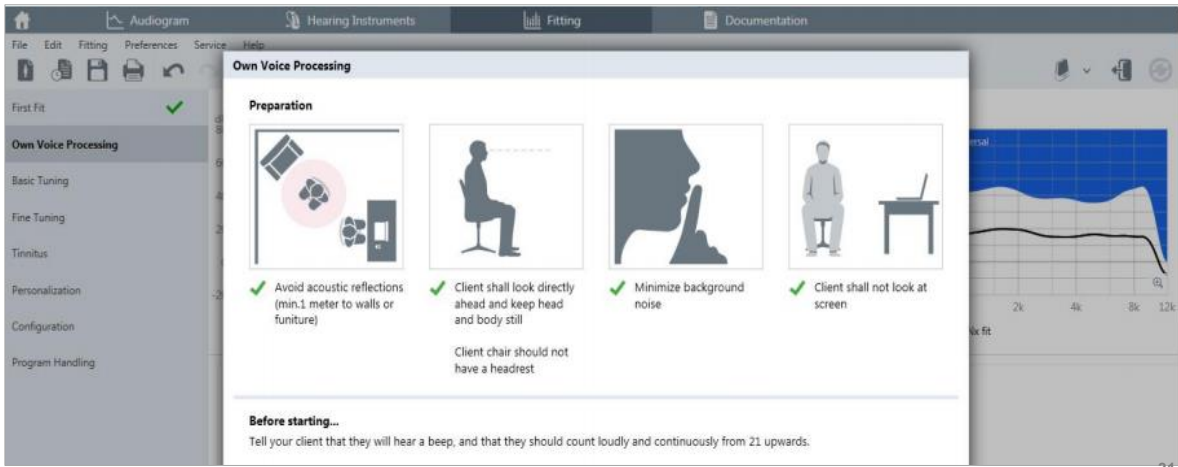 Audiogram
Hearing Instruments
Fitting
Documentation
File Edit Fitting Preferences Service Help
Own Voice Processing
First Fit
Own Voice Processing
Basic Tuning
Fine Tuning
Tinnitus
Personalization
Configuration
Program Handling
Preparation
Avoid acoustic reflections
(min.1 meter to walls or
funiture)
Client shall look directly
ahead and keep head
and body still
Client chair should not
have a headrest
Minimize background
noise
Client shall not look at
screen
Before starting...
Tell your client that they will hear a beep, and that they should count loudly and continuously from 21 upwards.
2k 4k 8k 12k
fit